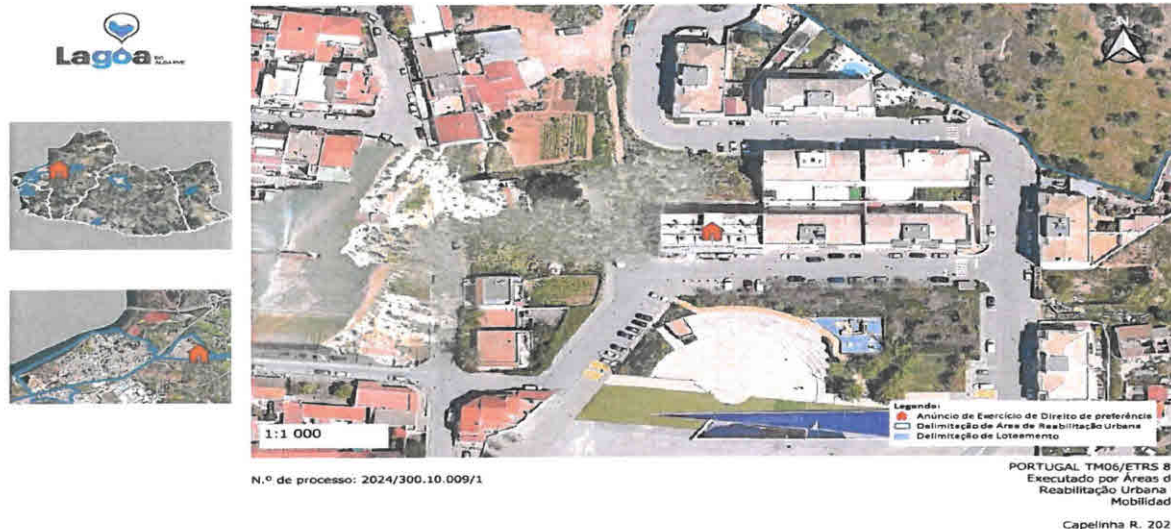 Lagoa DO ALGARVE
1:1 000
Legenda:
Anúncio de Exercício de Direito de preferência
Delimitação de Área de Reabilitação Urbana
Delimitação de Loteamento
N.º de processo: 2024/300.10.009/1
PORTUGAL TM06/ETRS 8
Executado por Áreas d
Reabilitação Urbana
Mobilidad
Capelinha R. 202